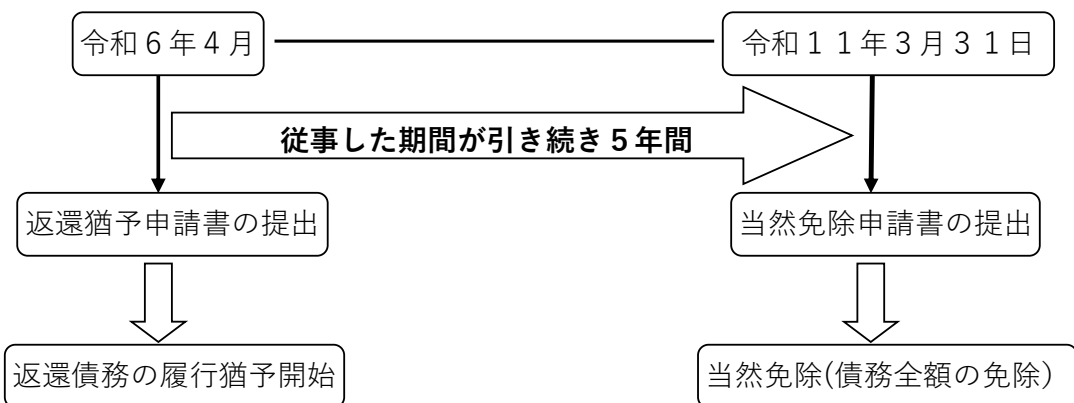 令和６年４月
令和１１年３月３１日
従事した期間が引き続き５年間
返還猶予申請書の提出
当然免除申請書の提出
返還債務の履行猶予開始
当然免除(債務全額の免除）